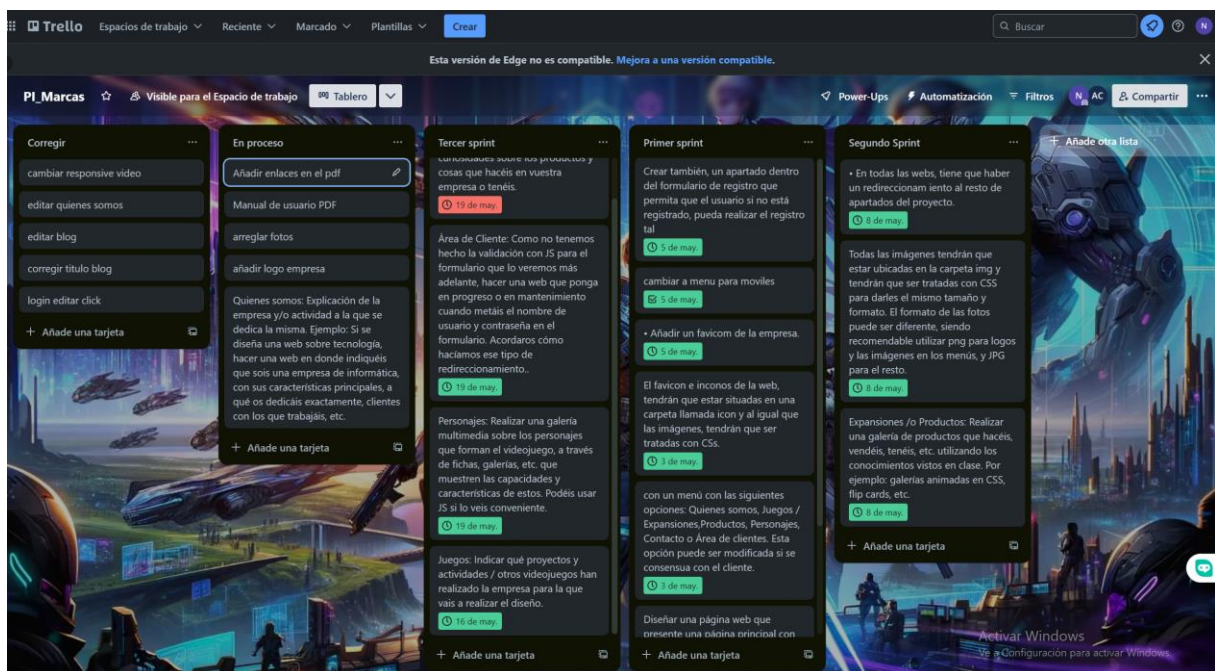 Trello
Espacios de trabajo
Reciente
Marcado
Plantillas
Crear
Buscar
N
Esta versión de Edge no es compatible. Mejora a una versión compatible.
PI_Marcas
Visible para el Espacio de trabajo
Tablero
Power-Ups
Automatización
Filtros
N
AC
Compartir
Corregir
cambiar responsive video
editar quienes somos
editar blog
corregir titulo blog
login editar click
+ Añade una tarjeta
En proceso
Añadir enlaces en el pdf
Manual de usuario PDF
arreglar fotos
añadir logo empresa
Quienes somos: Explicación de la
empresa y/o actividad a la que se
dedica la misma. Ejemplo: Si se
diseña una web sobre tecnología,
hacer una web en donde indiquéis
que sois una empresa de informática,
con sus características principales, a
qué os dedicáis exactamente, clientes
con los que trabajáis, etc.
+ Añade una tarjeta
Tercer sprint
curiosidades sobre los productos y
cosas que hacéis en vuestra
empresa o tenéis.
19 de may.
Área de Cliente: Como no tenemos
hecho la validación con JS para el
formulario que lo veremos más
adelante, hacer una web que ponga
en progreso o en mantenimiento
cuando metáis el nombre de
usuario y contraseña en el
formulario. Acordaros cómo
hacíamos ese tipo de
redireccionamiento..
19 de may.
Personajes: Realizar una galería
multimedia sobre los personajes
que forman el videojuego, a través
de fichas, galerías, etc. que
muestren las capacidades y
características de estos. Podéis usar
JS si lo veis conveniente.
19 de may.
Juegos: Indicar qué proyectos y
actividades / otros videojuegos han
realizado la empresa para la que
vais a realizar el diseño.
16 de may.
+ Añade una tarjeta
Primer sprint
Crear también, un apartado dentro
del formulario de registro que
permita que el usuario si no está
registrado, pueda realizar el registro
tal
5 de may.
cambiar a menu para moviles
5 de may.
• Añadir un favicom de la empresa.
5 de may.
El favicon e inconos de la web,
tendrán que estar situadas en una
carpeta llamada icon y al igual que
las imágenes, tendrán que ser
tratadas con CSs.
3 de may.
con un menú con las siguientes
opciones: Quienes somos, Juegos /
Expansiones,Productos, Personajes,
Contacto o Área de clientes. Esta
opción puede ser modificada si se
consensua con el cliente.
3 de may.
Diseñar una página web que
presente una página principal con
+ Añade una tarjeta
Segundo Sprint
• En todas las webs, tiene que haber
un redireccionam iento al resto de
apartados del proyecto.
8 de may.
Todas las imágenes tendrán que
estar ubicadas en la carpeta img y
tendrán que ser tratadas con CSS
para darles el mismo tamaño y
formato. El formato de las fotos
puede ser diferente, siendo
recomendable utilizar png para logos
y las imágenes en los menús, y JPG
para el resto.
8 de may.
Expansiones /o Productos: Realizar
una galería de productos que hacéis,
vendéis, tenéis, etc. utilizando los
conocimientos vistos en clase. Por
ejemplo: galerías animadas en CSS,
flip cards, etc.
8 de may.
+ Añade una tarjeta
+ Añade otra lista
Activar Windows
Ve a Configuración para activar Windows.